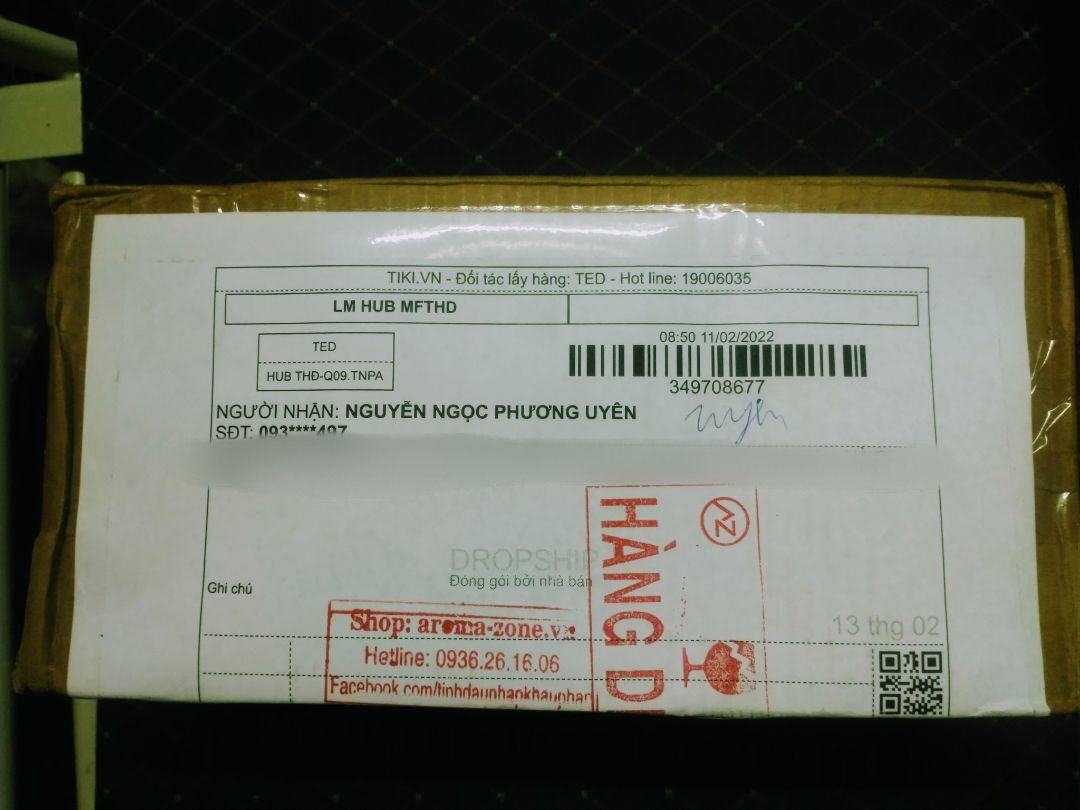 TIKI.VN - Đối tác lấy hàng: TED - Hot line: 19006035
LM HUB MFTHD
TED
HUB THĐ-Q09.TNPA
08:50 11/02/2022
349708677
NGƯỜI NHẬN: NGUYỄN NGỌC PHƯƠNG UYÊN
SĐT: 093****497
uyên
DROPSHIP
Đóng gói bởi nhà bán
Ghi chú
HÀNG D
13 thg 02
Shop: aroma-zone.vn
Hotline: 0936.26.16.06
Facebook.com/tinhdaunhapkhauphap